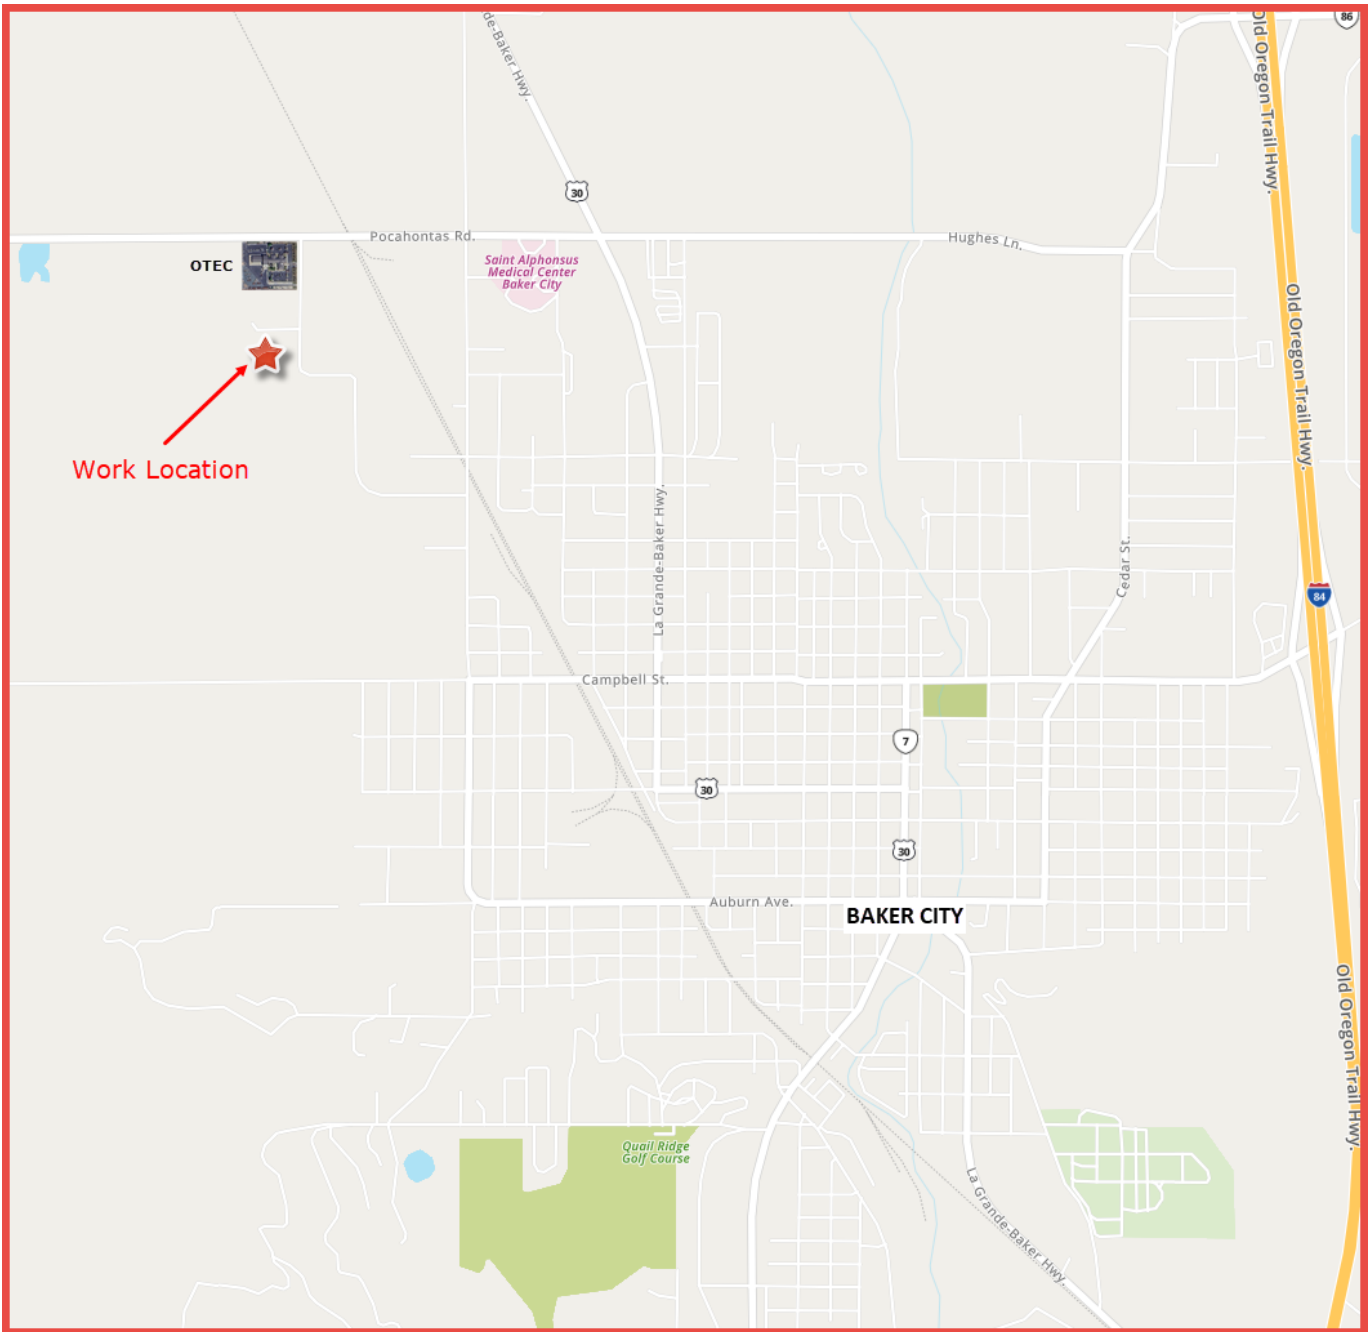 86
de-Baker Hwy.
Old Oregon Trail Hwy.
30
Pocahontas Rd.
Hughes Ln.
OTEC
Saint Alphonsus
Medical Center
Baker City
Old Oregon Trail Hwy.
Work Location
La Grande-Baker Hwy.
Cedar St.
84
Campbell St.
7
30
30
Auburn Ave.
BAKER CITY
Old Oregon Trail Hwy.
Quail Ridge
Golf Course
La Grande-Baker Hwy.